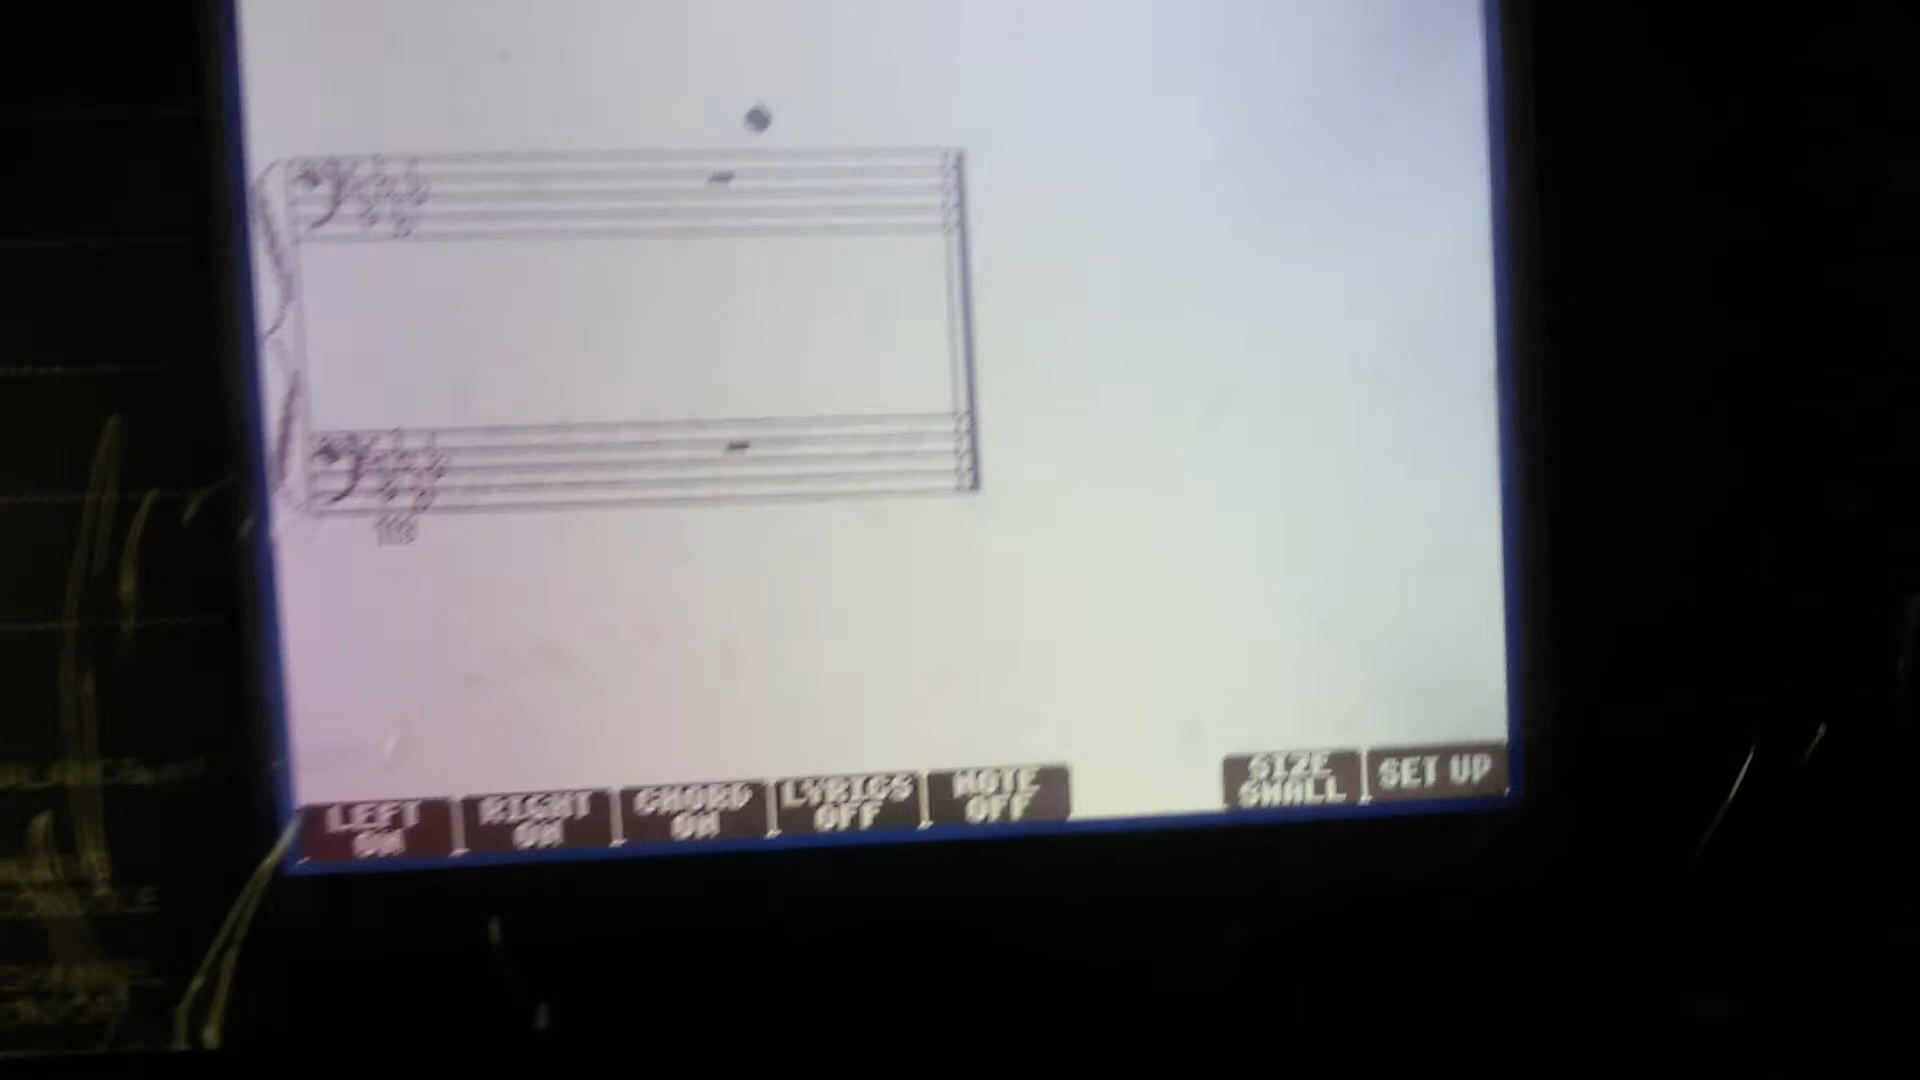 LEFT
ON
RIGHT
ON
CHORD
ON
LYRICS
OFF
NOTE
OFF
SIZE
SMALL
SET UP